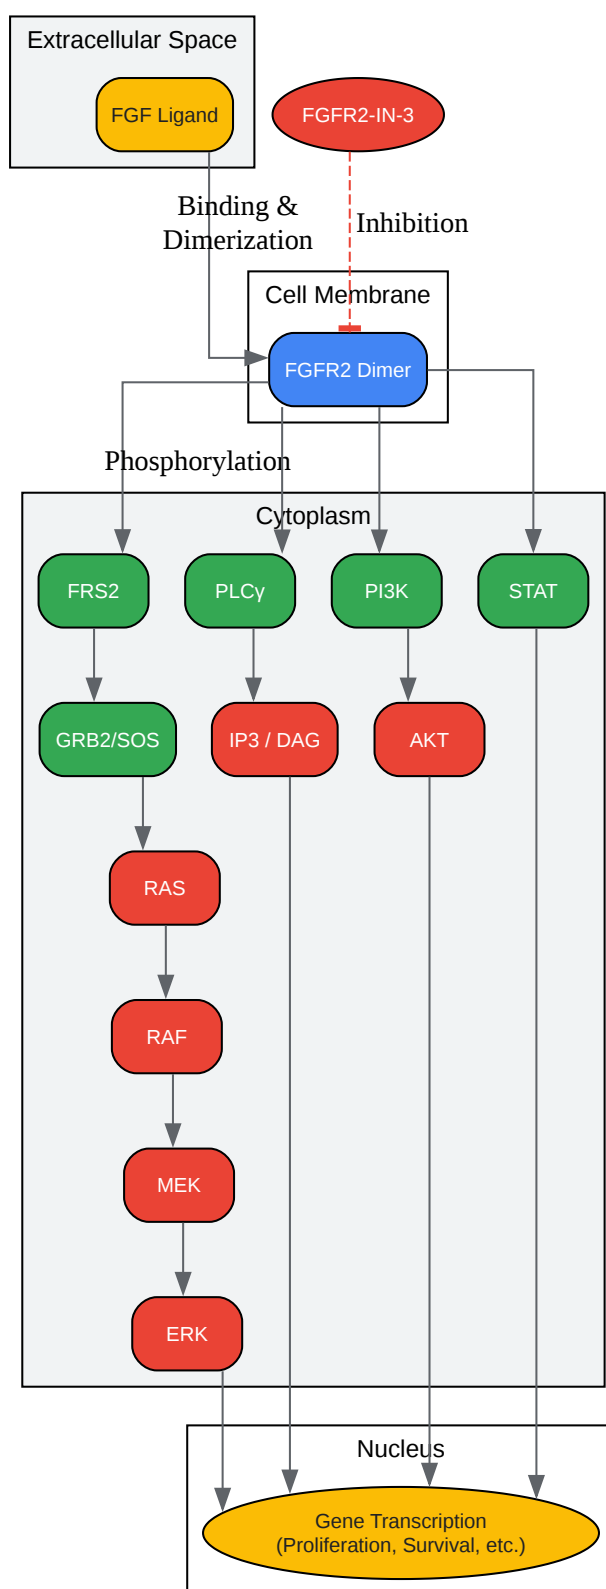 Extracellular Space
FGF Ligand
FGFR2-IN-3
Binding &
Dimerization
Inhibition
Cell Membrane
FGFR2 Dimer
Phosphorylation
Cytoplasm
FRS2
PLCγ
PI3K
STAT
GRB2/SOS
IP3 / DAG
AKT
RAS
RAF
MEK
ERK
Nucleus
Gene Transcription
(Proliferation, Survival, etc.)